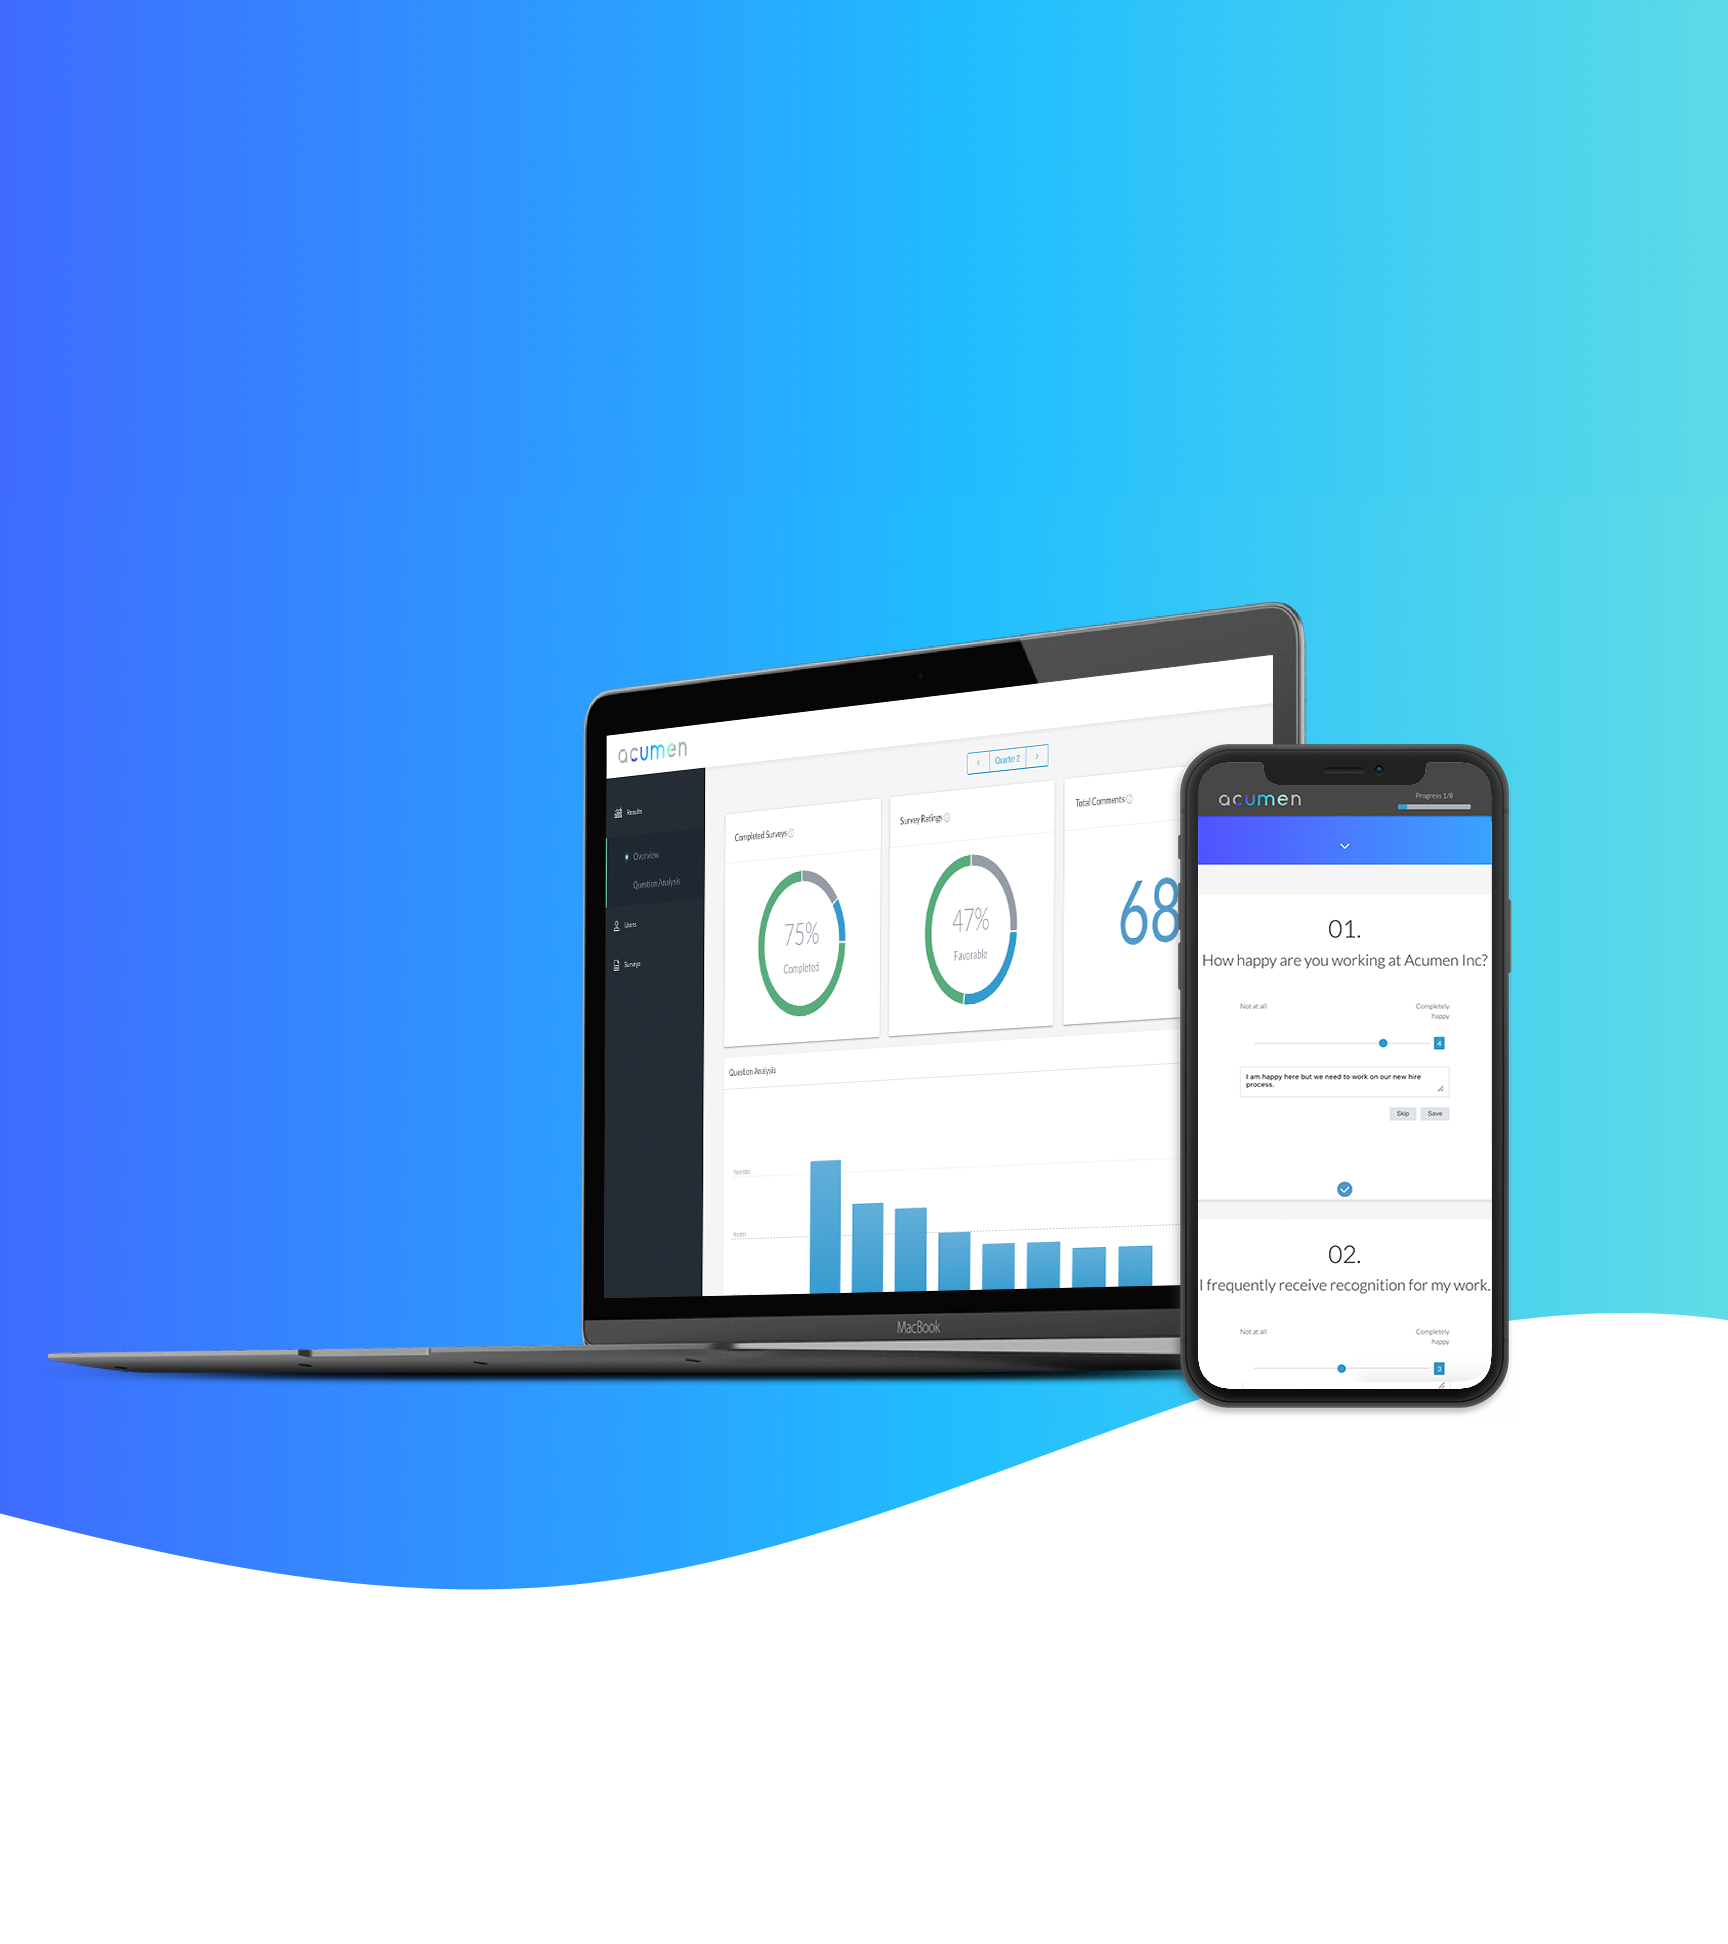 acumen
Quarter 2
Results
Overview
Question Analysis
Users
Surveys
Completed Surveys
75%
Completed
Survey Ratings
47%
Favorable
Total Comments
68
Question Analysis
Favorable
Neutral
MacBook
acumen
Progress 1/8
01.
How happy are you working at Acumen Inc?
Not at all
Completely
happy
4
I am happy here but we need to work on our new hire
process.
Skip
Save
02.
I frequently receive recognition for my work.
Not at all
Completely
happy
3